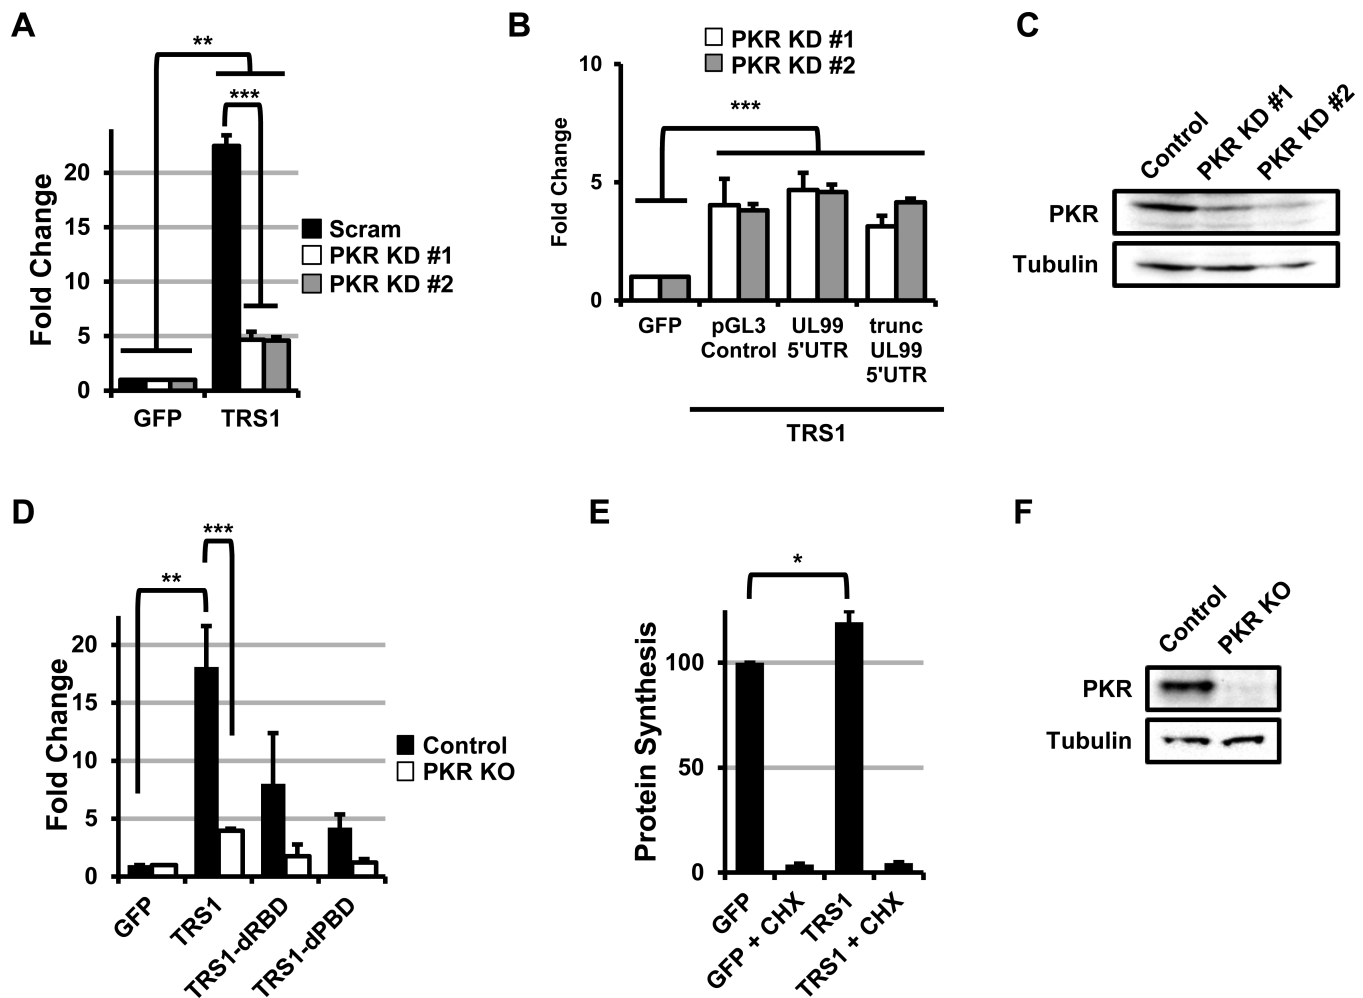 A
**
***
Fold Change
20
15
10
5
0
GFP
TRS1
Scram
PKR KD #1
PKR KD #2
B
PKR KD #1
PKR KD #2
***
Fold Change
10
5
0
GFP
pGL3
Control
UL99
5'UTR
trunc
UL99
5'UTR
TRS1
C
Control
PKR KD #1
PKR KD #2
PKR
Tubulin
D
***
**
Fold Change
20
15
10
5
0
GFP
TRS1
TRS1-dRBD
TRS1-dPBD
Control
PKR KO
E
*
Protein Synthesis
100
50
0
GFP
GFP + CHX
TRS1
TRS1 + CHX
F
Control
PKR KO
PKR
Tubulin